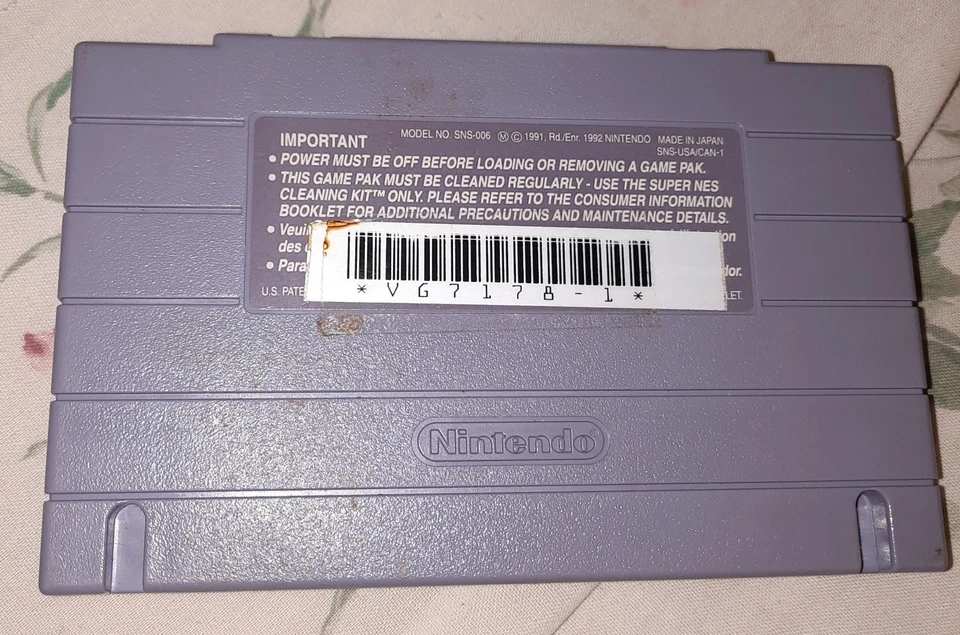 IMPORTANT MODEL NO. SNS-006 Ⓜ © 1991, Rd./Enr. 1992 NINTENDO MADE IN JAPAN
SNS-USA/CAN-1
• POWER MUST BE OFF BEFORE LOADING OR REMOVING A GAME PAK.
• THIS GAME PAK MUST BE CLEANED REGULARLY - USE THE SUPER NES
CLEANING KIT™ ONLY. PLEASE REFER TO THE CONSUMER INFORMATION
BOOKLET FOR ADDITIONAL PRECAUTIONS AND MAINTENANCE DETAILS.
• des
U.S.
*VG7178-1*
Nintendo